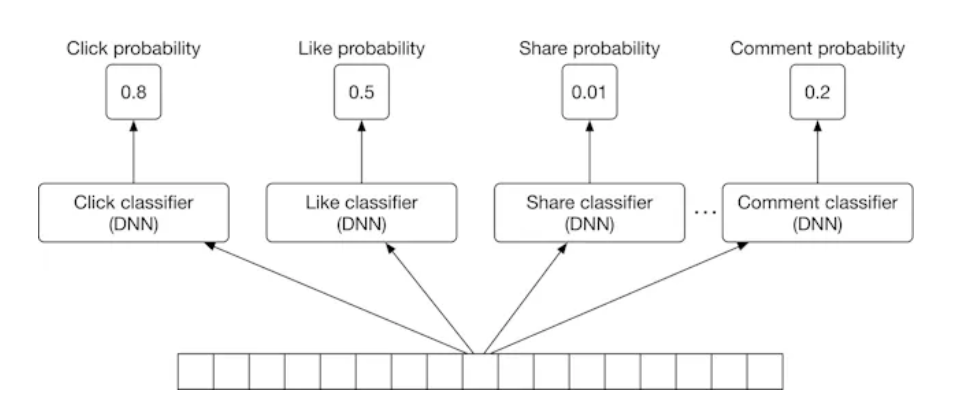 Click probability
Like probability
Share probability
Comment probability
0.8
0.5
0.01
0.2
Click classifier
(DNN)
Like classifier
(DNN)
Share classifier
(DNN)
...
Comment classifier
(DNN)